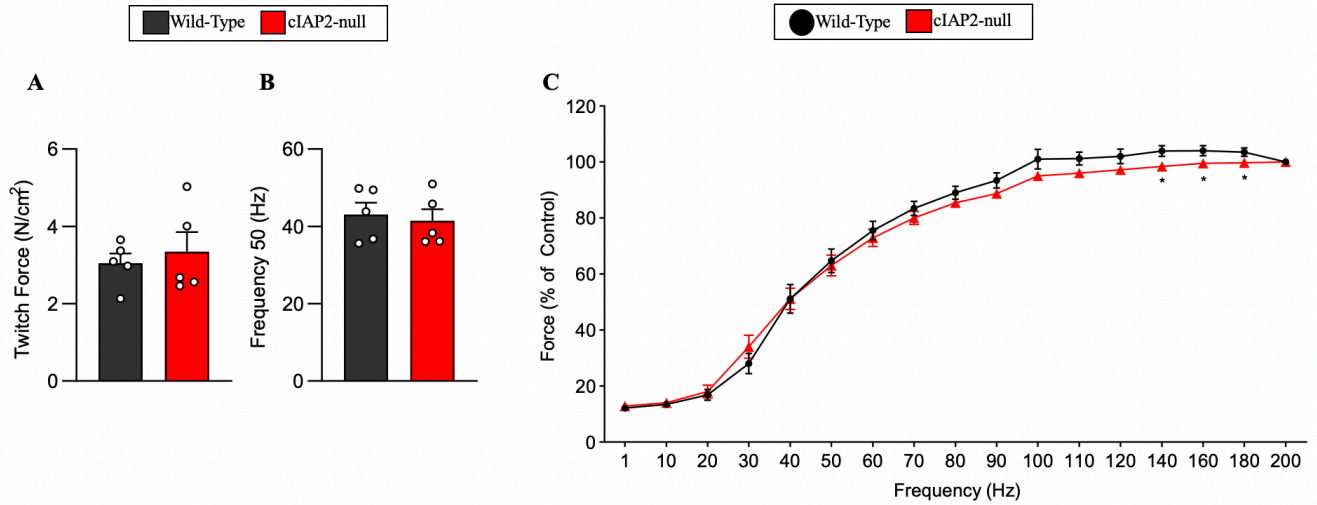 Wild-Type cIAP2-null
Wild-Type cIAP2-null
A
B
C
Twitch Force (N/cm²)
6
4
2
0
Frequency 50 (Hz)
60
40
20
0
Force (% of Control)
120
100
80
60
40
20
0
* * *
1 10 20 30 40 50 60 70 80 90 100 110 120 140 160 180 200
Frequency (Hz)